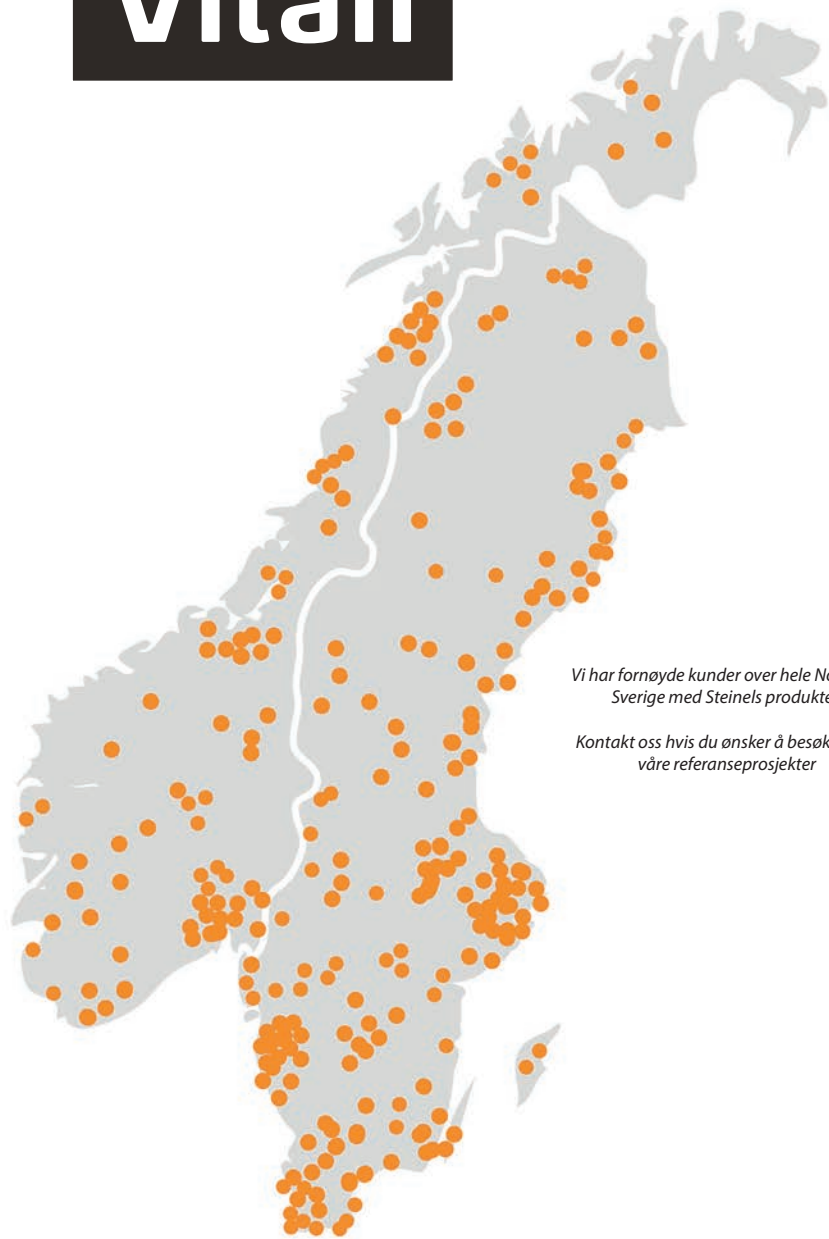 Vitari
Vi har fornøyde kunder over hele No
Sverige med Steinels produkte
Kontakt oss hvis du ønsker å besøk
våre referanseprosjekter